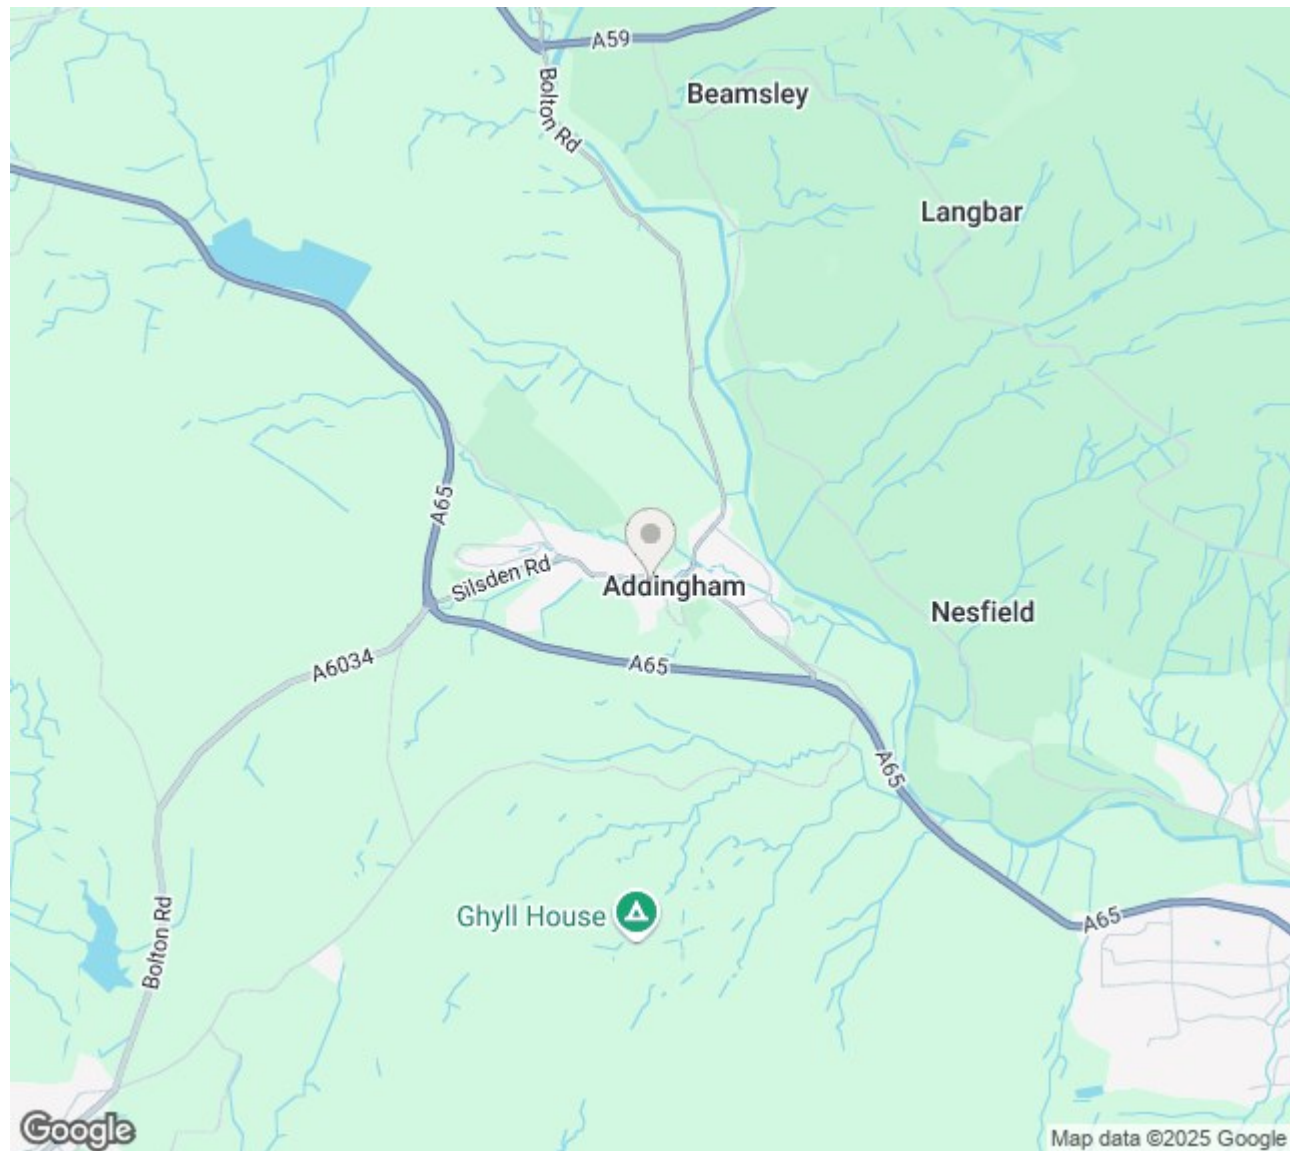 A59
Bolton Rd
Beamsley
Langbar
A65
Silsden Rd
Addingham
Nesfield
A6034
A65
A65
Ghyll House
Bolton Rd
A65
Google
Map data ©2025 Google